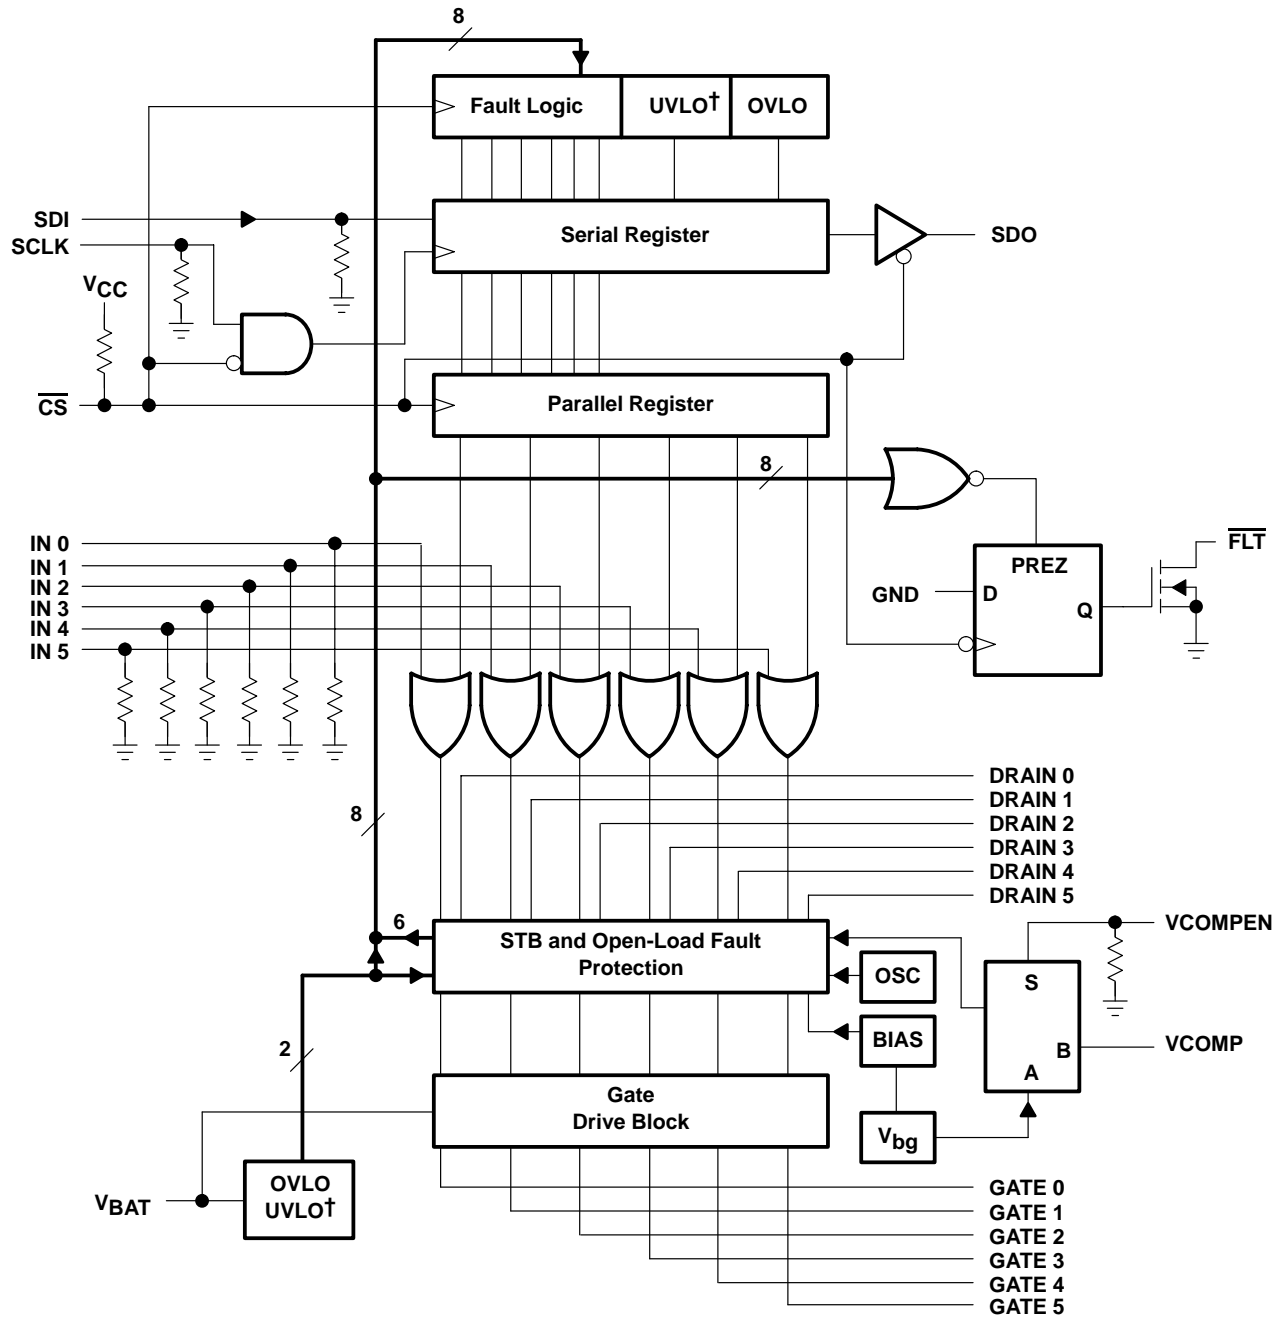 8
Fault Logic
UVLO†
OVLO
SDI
SCLK
Serial Register
SDO
VCC
CS
Parallel Register
8
IN 0
IN 1
IN 2
IN 3
IN 4
IN 5
PREZ
FLT
GND
D
Q
DRAIN 0
DRAIN 1
DRAIN 2
DRAIN 3
DRAIN 4
DRAIN 5
8
6
STB and Open-Load Fault
Protection
VCOMPEN
OSC
S
BIAS
B
VCOMP
A
2
Gate
Drive Block
Vbg
OVLO
UVLO†
VBAT
GATE 0
GATE 1
GATE 2
GATE 3
GATE 4
GATE 5